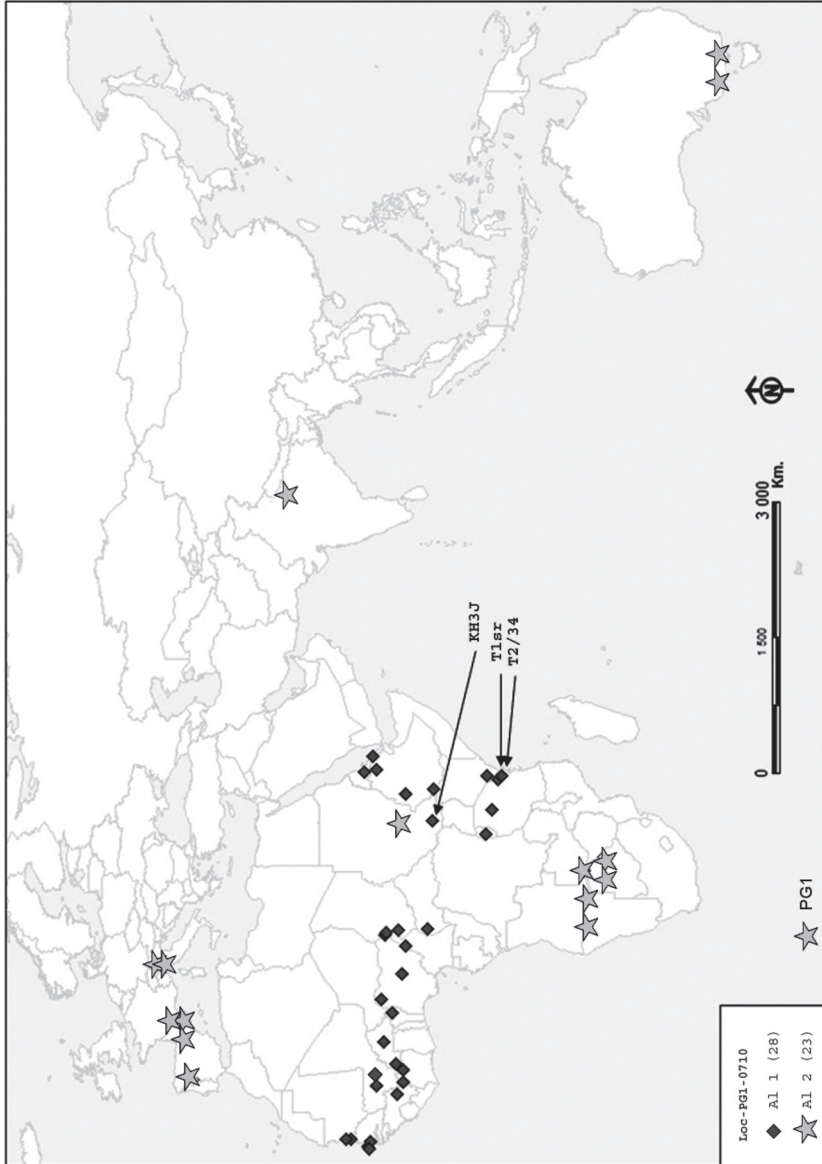 KH3J
T1sr
T2/34
0
1 500
3 000
Km.
N
Loc-PG1-0710
Al 1 (28)
Al 2 (23)
PG1